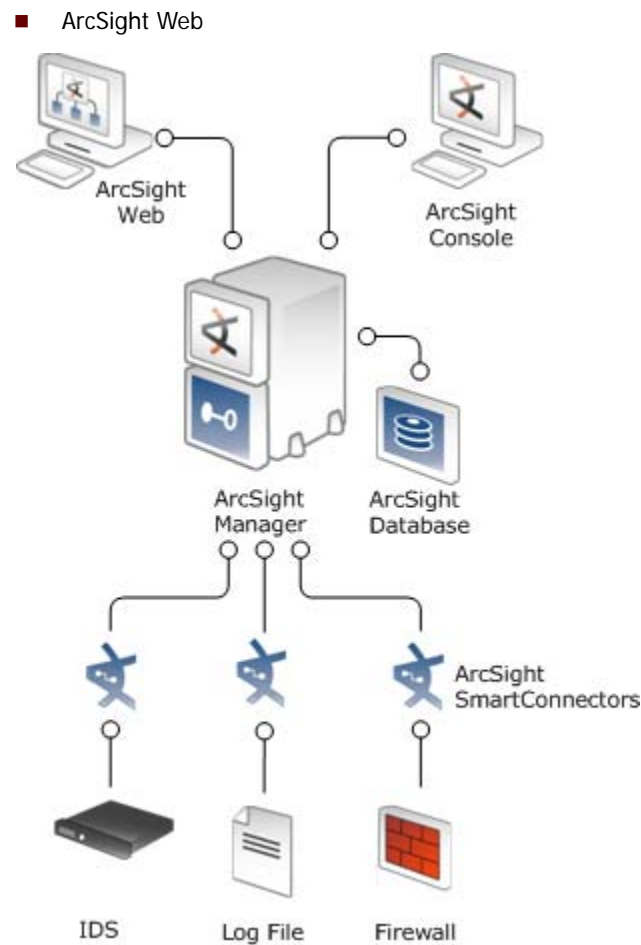 ■ ArcSight Web
ArcSight
Web
ArcSight
Console
ArcSight
Manager
ArcSight
Database
ArcSight
SmartConnectors
IDS
Log File
Firewall